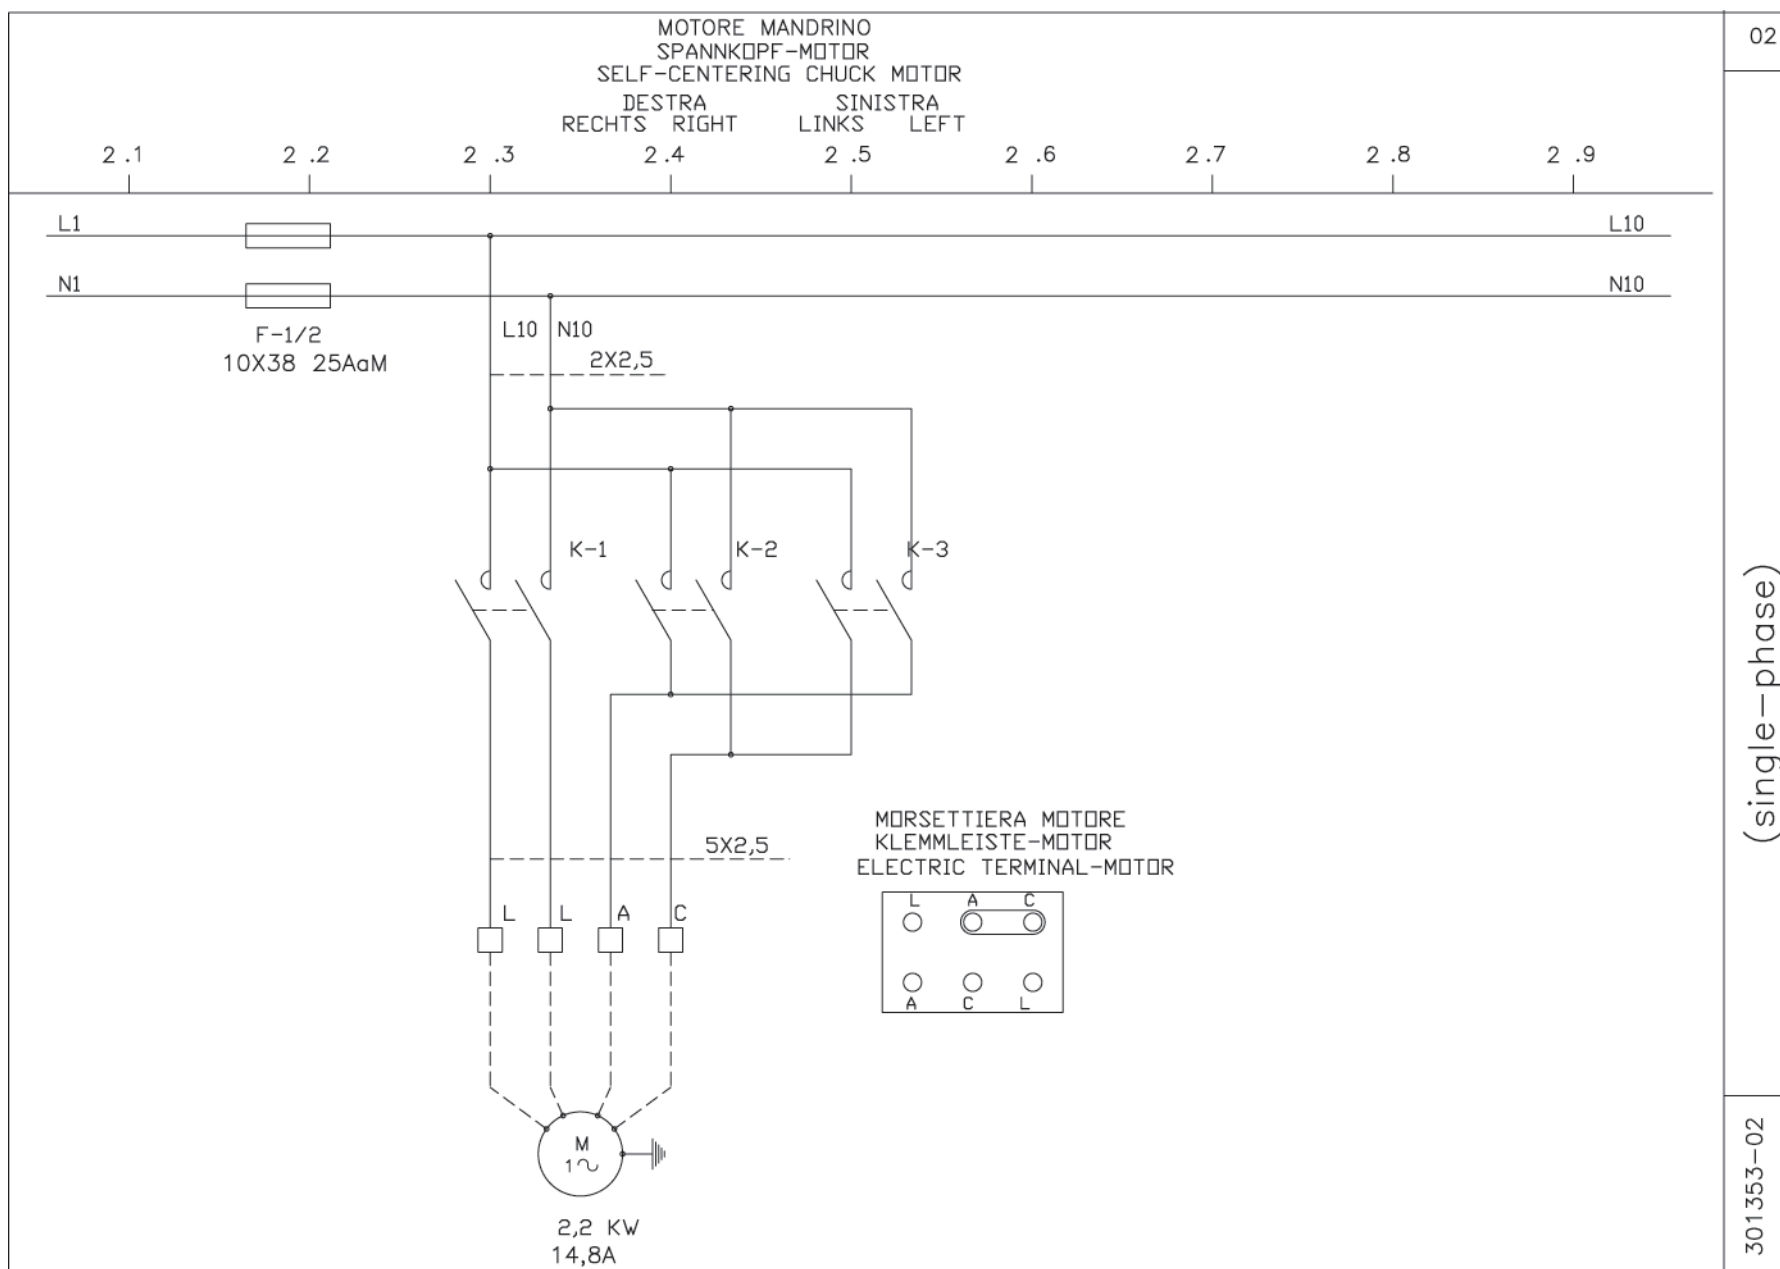 MOTORE MANDRINO
SPANNKOPF-MOTOR
SELF-CENTERING CHUCK MOTOR
DESTRA SINISTRA
RECHTS RIGHT LINKS LEFT
02
2 .1 2 .2 2 .3 2.4 2 .5 2 .6 2.7 2 .8 2 .9
L1 L10
N1 N10
F-1/2
10X38 25AaM
L10 N10
2X2,5
K-1 K-2 K-3
(single-phase)
5X2,5
MORSETTIERA MOTORE
KLEMMLEISTE-MOTOR
ELECTRIC TERMINAL-MOTOR
L L A C
L A C
A C L
M
1~
2,2 KW
14,8A
301353-02